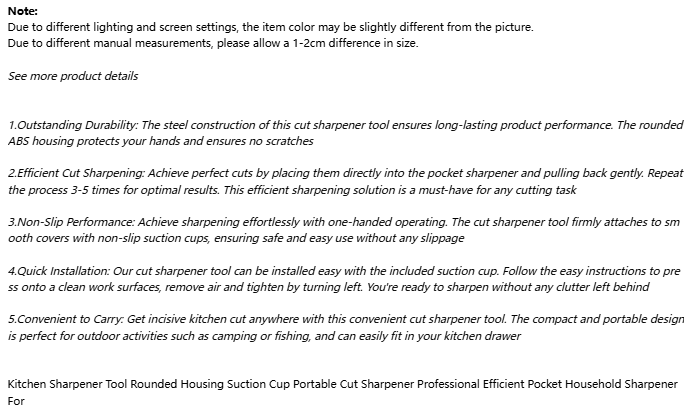 Note:
Due to different lighting and screen settings, the item color may be slightly different from the picture.
Due to different manual measurements, please allow a 1-2cm difference in size.
See more product details
1.Outstanding Durability: The steel construction of this cut sharpener tool ensures long-lasting product performance. The rounded
ABS housing protects your hands and ensures no scratches
2.Efficient Cut Sharpening: Achieve perfect cuts by placing them directly into the pocket sharpener and pulling back gently. Repeat
the process 3-5 times for optimal results. This efficient sharpening solution is a must-have for any cutting task
3.Non-Slip Performance: Achieve sharpening effortlessly with one-handed operating. The cut sharpener tool firmly attaches to sm
ooth covers with non-slip suction cups, ensuring safe and easy use without any slippage
4.Quick Installation: Our cut sharpener tool can be installed easy with the included suction cup. Follow the easy instructions to pre
ss onto a clean work surfaces, remove air and tighten by turning left. You're ready to sharpen without any clutter left behind
5.Convenient to Carry: Get incisive kitchen cut anywhere with this convenient cut sharpener tool. The compact and portable design
is perfect for outdoor activities such as camping or fishing, and can easily fit in your kitchen drawer
Kitchen Sharpener Tool Rounded Housing Suction Cup Portable Cut Sharpener Professional Efficient Pocket Household Sharpener
For